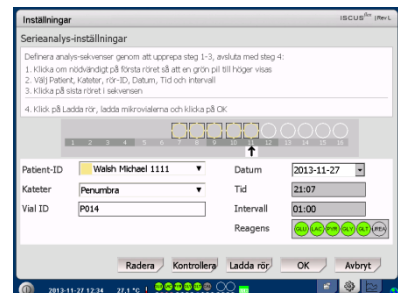 Inställningar
ISCUSflex |Rev L
Serieanalys-inställningar
Definera analys-sekvenser genom att upprepa steg 1-3, avsluta med steg 4:
1. Klicka om nödvändigt på första röret så att en grön pil till höger visas
2. Välj Patient, Kateter, rör-ID, Datum, Tid och intervall
3. Klicka på sista röret i sekvensen
4. Klick på Ladda rör, ladda mikrovialerna och klicka på OK
1 2 3 4 5 6 7 8 9 10 11 12 13 14 15 16
Patient-ID Walsh Michael 1111 Datum 2013-11-27
Kateter Penumbra Tid 21:07
Vial ID P014 Intervall 01:00
Reagens GLU LAC PYR GLY GLT UREA
Radera Kontrollera Ladda rör OK Avbryt
2013-11-27 12:34 27.1 °C